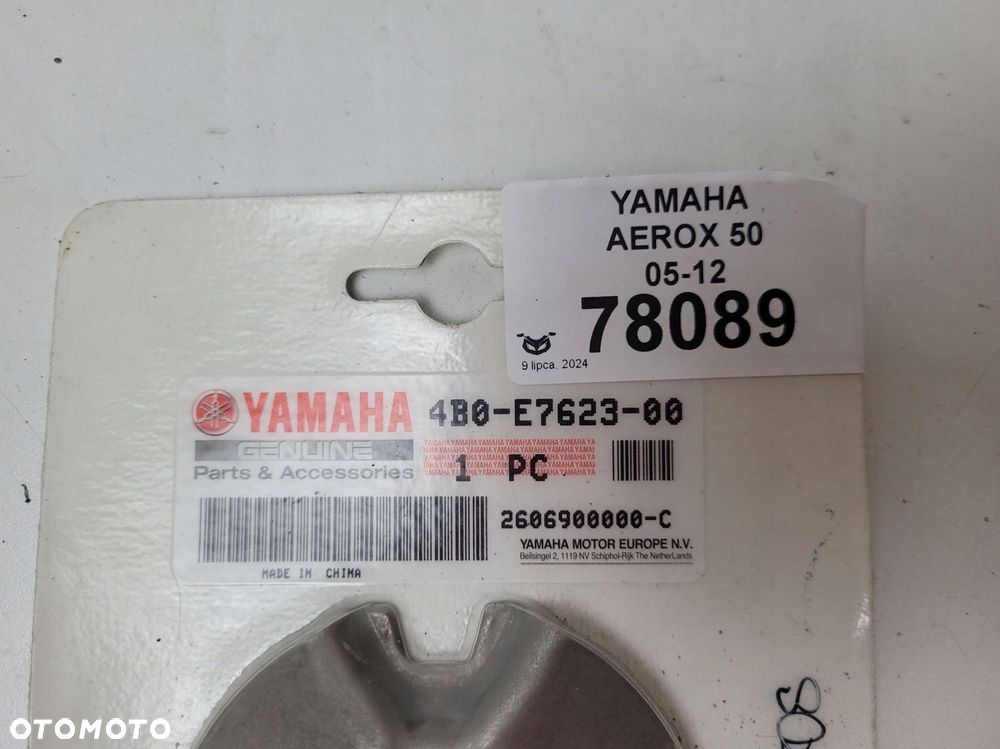 YAMAHA
AEROX 50
05-12
78089
9 lipca, 2024
YAMAHA 4B0-E7623-00
GENUINE
Parts & Accessories
1 PC
2606900000-C
YAMAHA MOTOR EUROPE N.V.
Bellsingel 2, 1119 NV Schiphol-Rijk The NetherLands
MADE IN CHINA
OTOMOTO